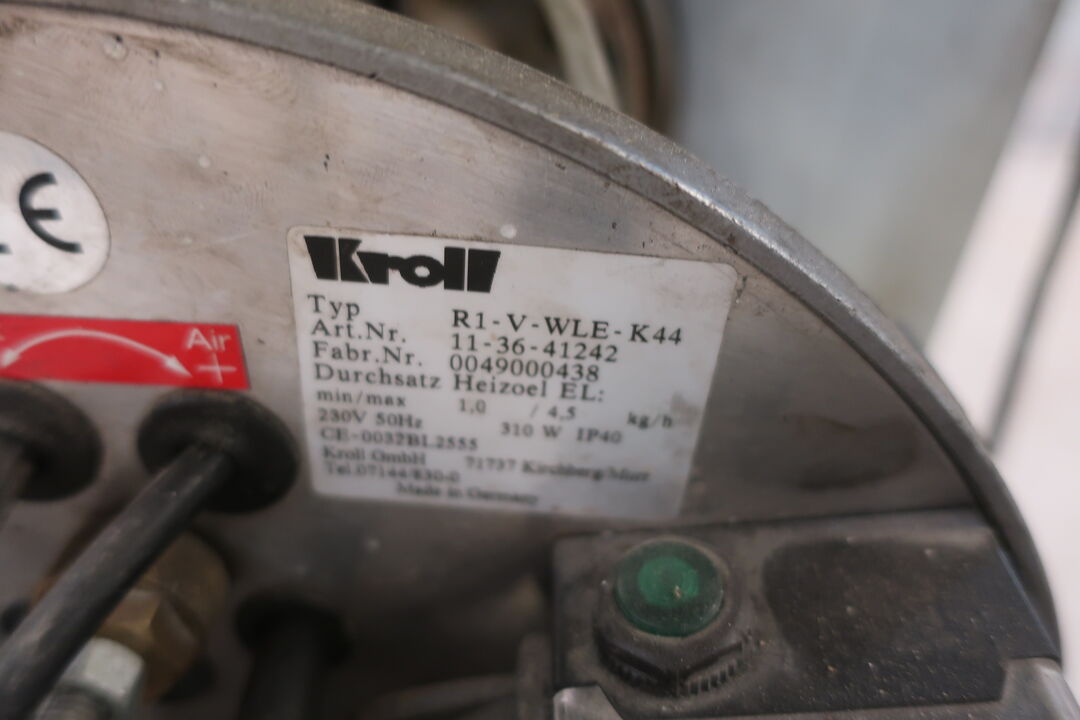 CE
Air
+
Kroll
Typ R1-V-WLE-K44
Art.Nr. 11-36-41242
Fabr.Nr. 0049000438
Durchsatz Heizoel EL:
min/max 1,0 / 4,5 kg/h
230V 50Hz 310 W IP40
CE-0032BL2555
Kroll GmbH 71737 Kirchberg/Murr
Tel.07144/830-0
Made in Germany